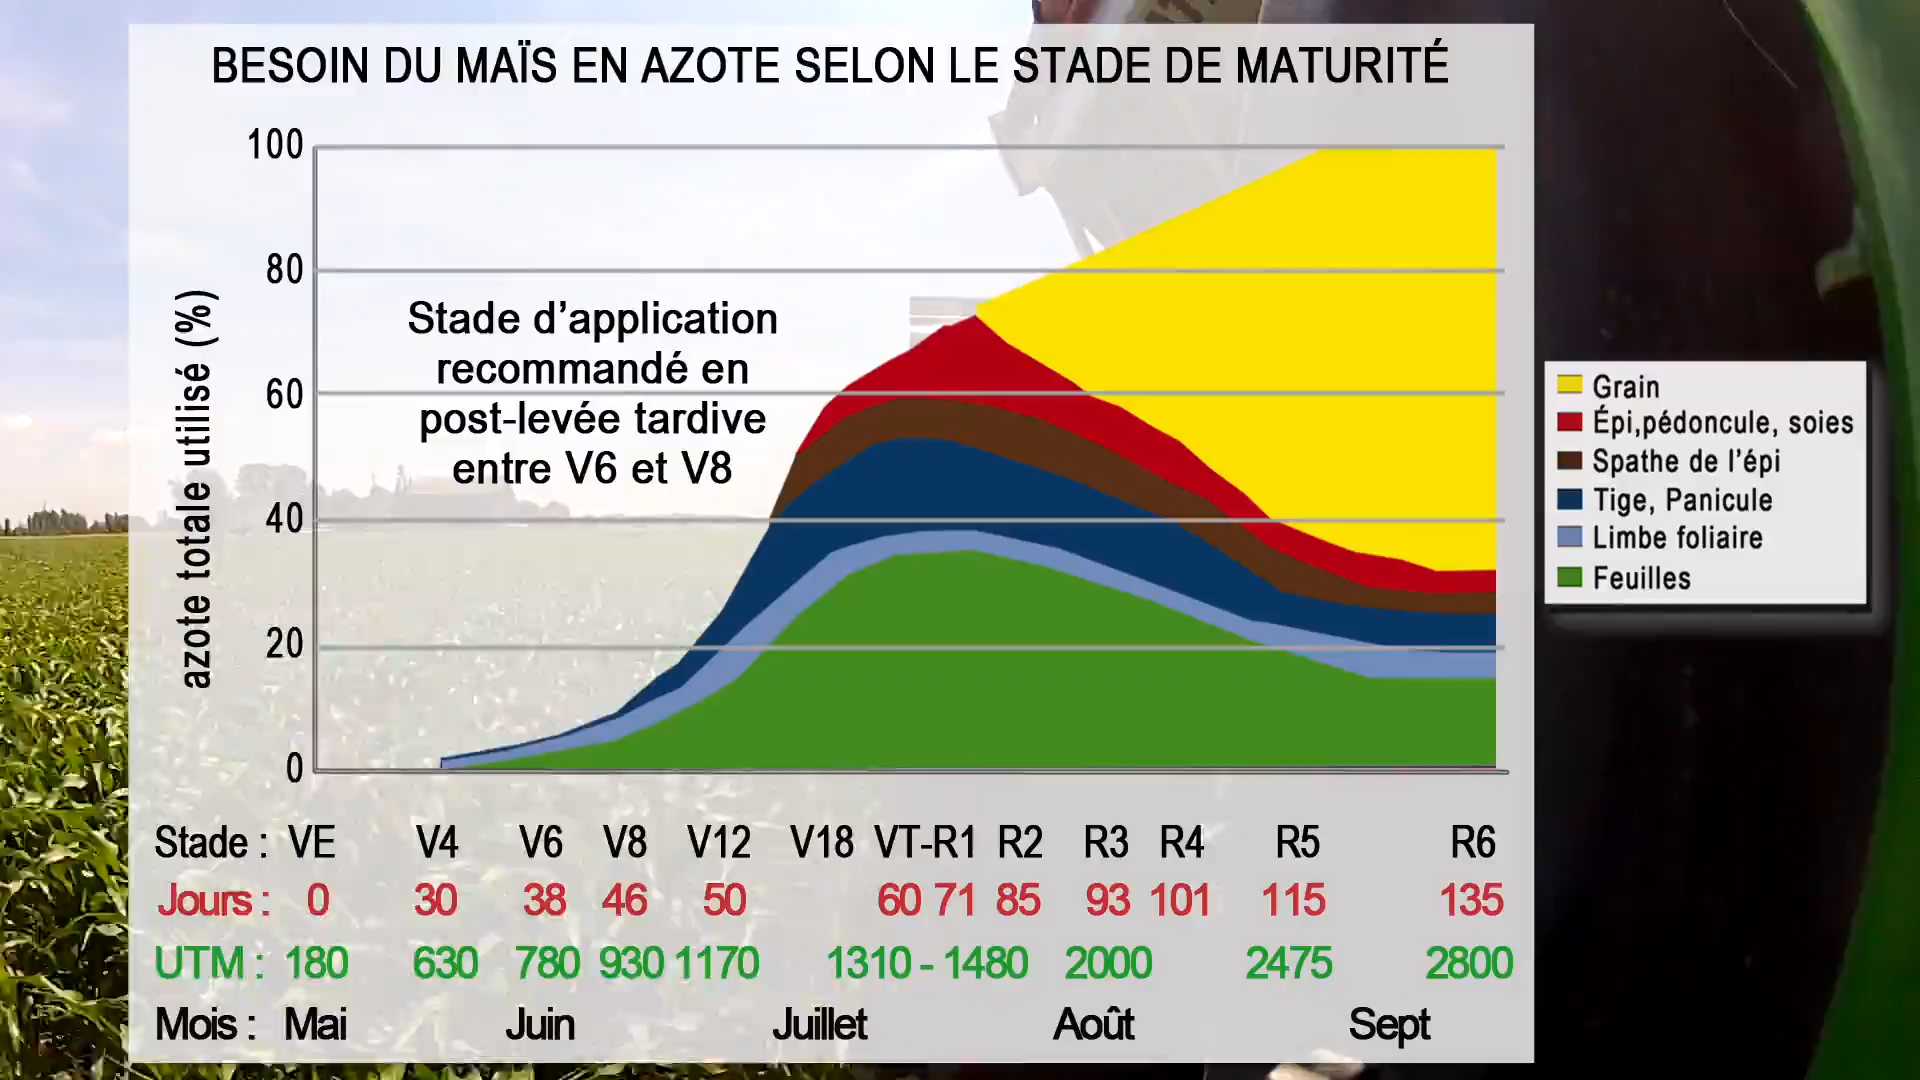 BESOIN DU MAÏS EN AZOTE SELON LE STADE DE MATURITÉ
azote totale utilisé (%)
100
80
60
40
20
0
Stade d’application
recommandé en
post-levée tardive
entre V6 et V8
Grain
Épi,pédoncule, soies
Spathe de l’épi
Tige, Panicule
Limbe foliaire
Feuilles
Stade : VE V4 V6 V8 V12 V18 VT-R1 R2 R3 R4 R5 R6
Jours : 0 30 38 46 50 60 71 85 93 101 115 135
UTM : 180 630 780 930 1170 1310 - 1480 2000 2475 2800
Mois : Mai Juin Juillet Août Sept